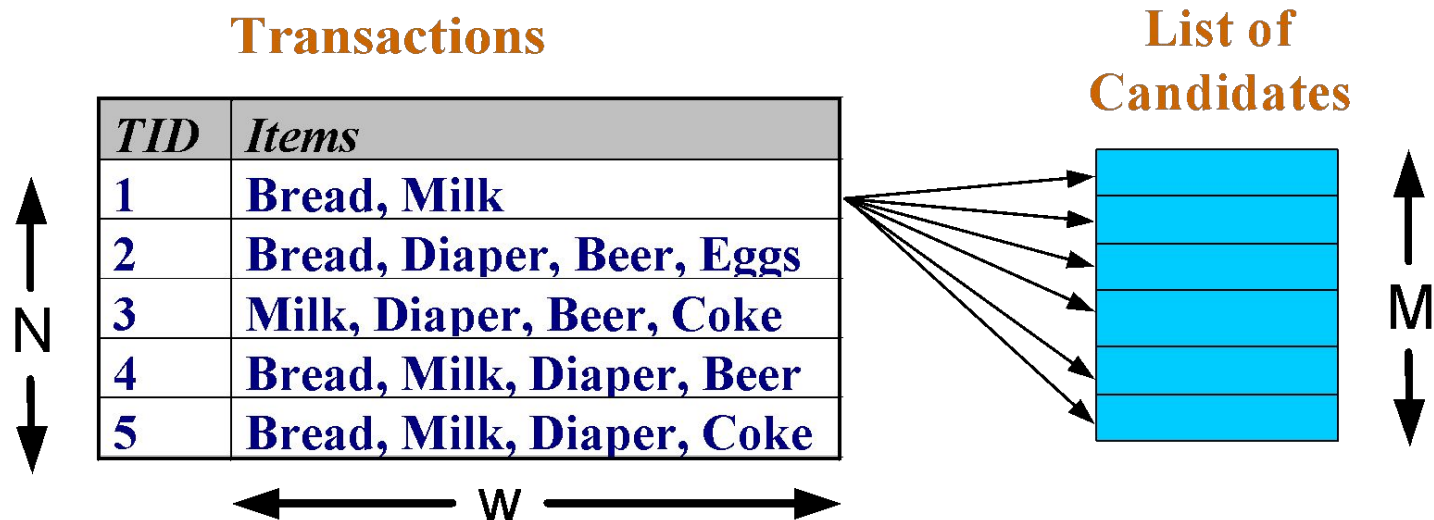 Transactions
List of
Candidates
TID Items
1 Bread, Milk
2 Bread, Diaper, Beer, Eggs
3 Milk, Diaper, Beer, Coke
4 Bread, Milk, Diaper, Beer
5 Bread, Milk, Diaper, Coke
N
M
w